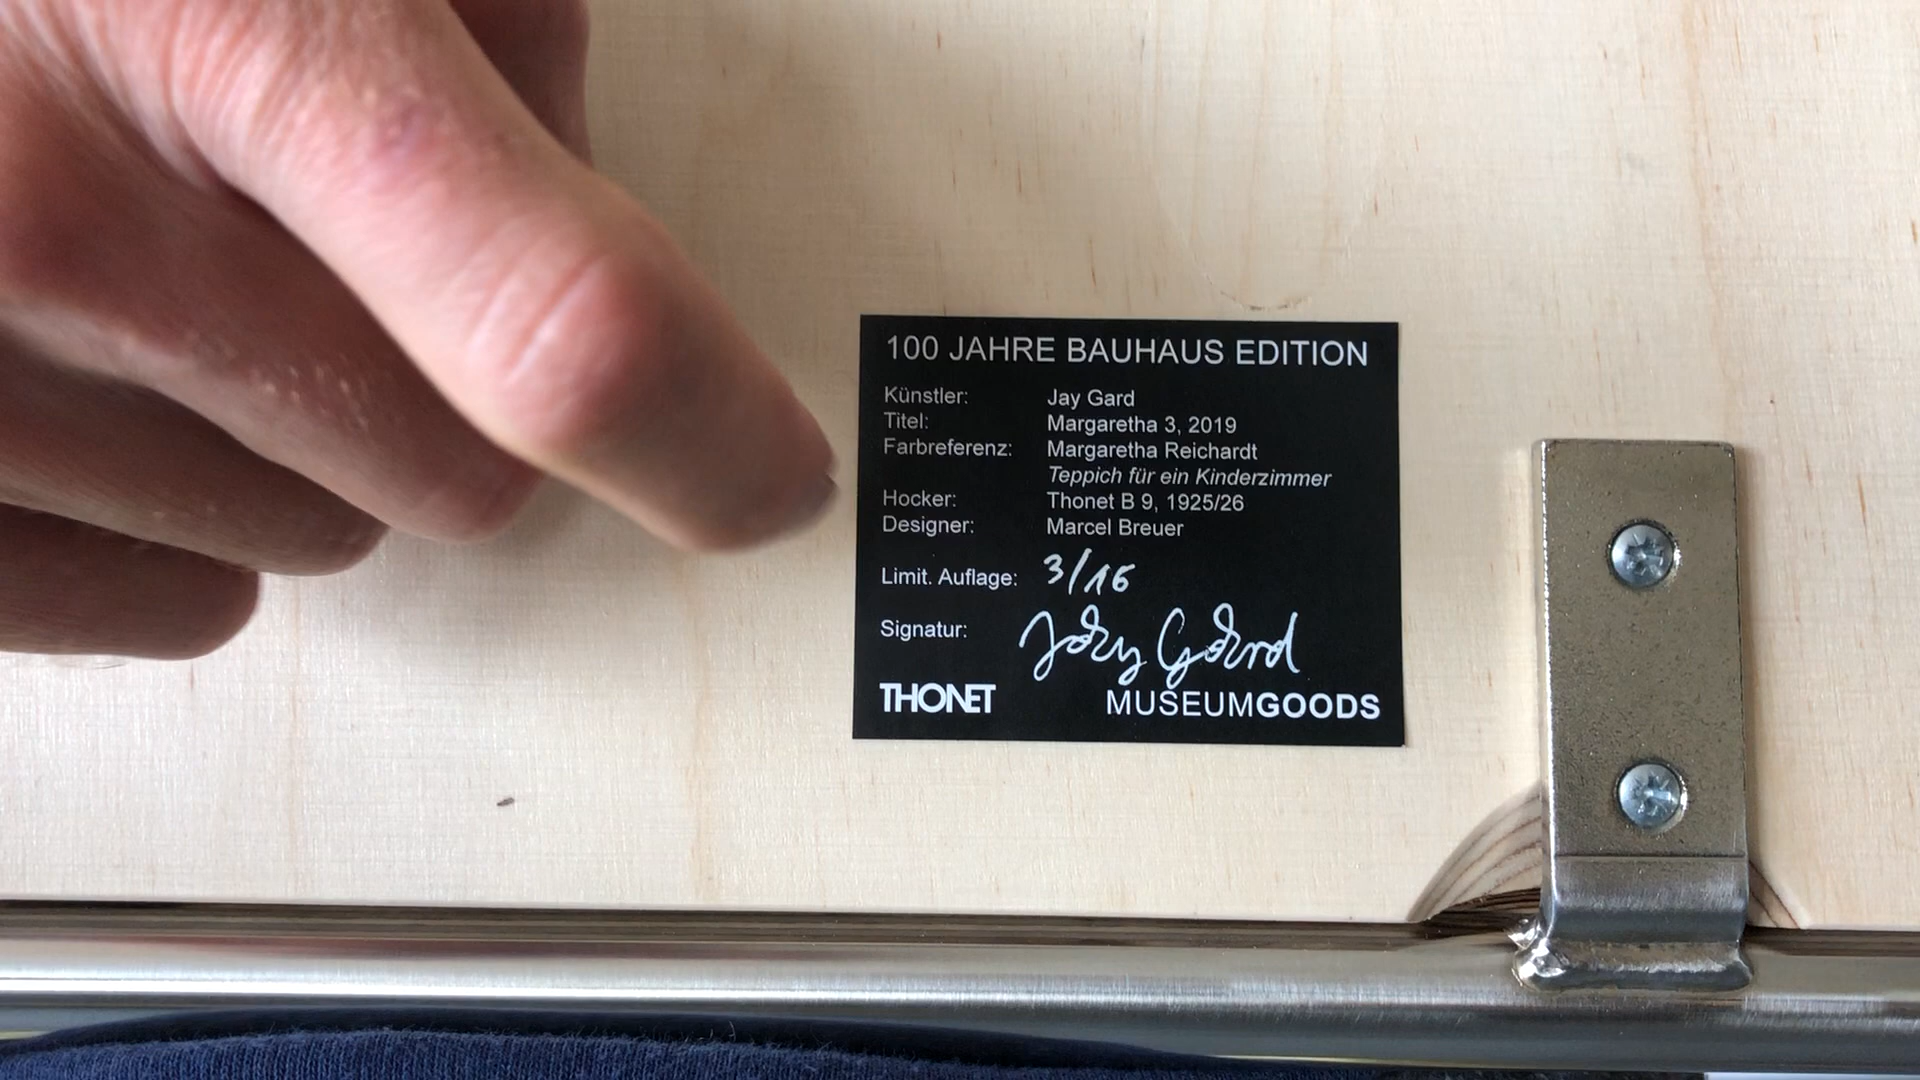 100 JAHRE BAUHAUS EDITION
Künstler: Jay Gard
Titel: Margaretha 3, 2019
Farbreferenz: Margaretha Reichardt
Teppich für ein Kinderzimmer
Hocker: Thonet B 9, 1925/26
Designer: Marcel Breuer
Limit. Auflage: 3/16
Signatur: Jay Gard
THONET MUSEUMGOODS